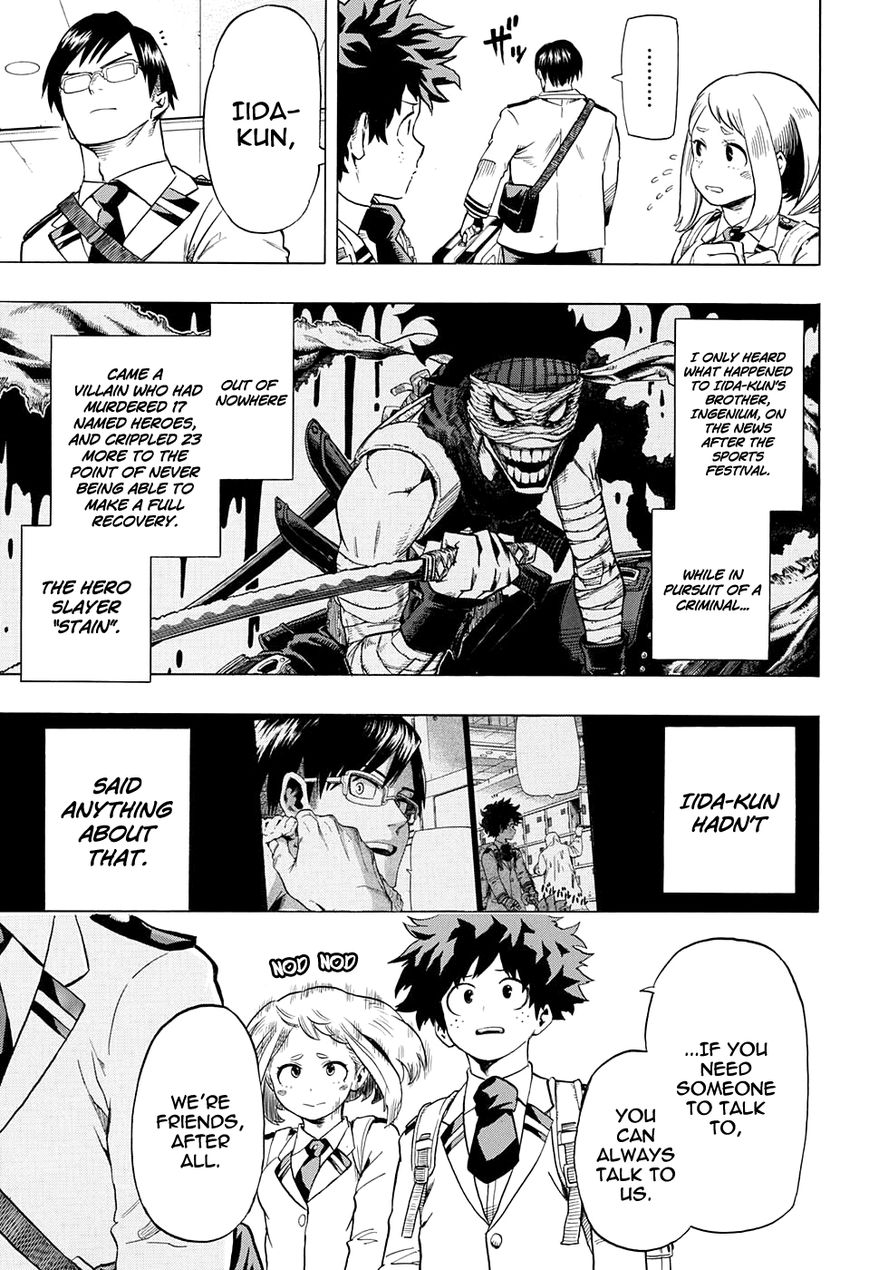 .........
ザッ
IIDA-
KUN,
I ONLY HEARD
WHAT HAPPENED
TO IIDA-KUN'S
BROTHER,
INGENIUM, ON
THE NEWS
AFTER THE
SPORTS
FESTIVAL.
WHILE IN
PURSUIT OF A
CRIMINAL...
OUT OF
NOWHERE
CAME A
VILLAIN WHO HAD
MURDERED 17
NAMED HEROES,
AND CRIPPLED 23
MORE TO THE
POINT OF NEVER
BEING ABLE TO
MAKE A FULL
RECOVERY.
THE HERO
SLAYER
"STAIN".
IIDA-KUN
HADN'T
SAID
ANYTHING
ABOUT
THAT.
...IF YOU
NEED
SOMEONE
TO TALK
TO,
YOU
CAN
ALWAYS
TALK TO
US.
NOD NOD
WE'RE
FRIENDS,
AFTER
ALL.